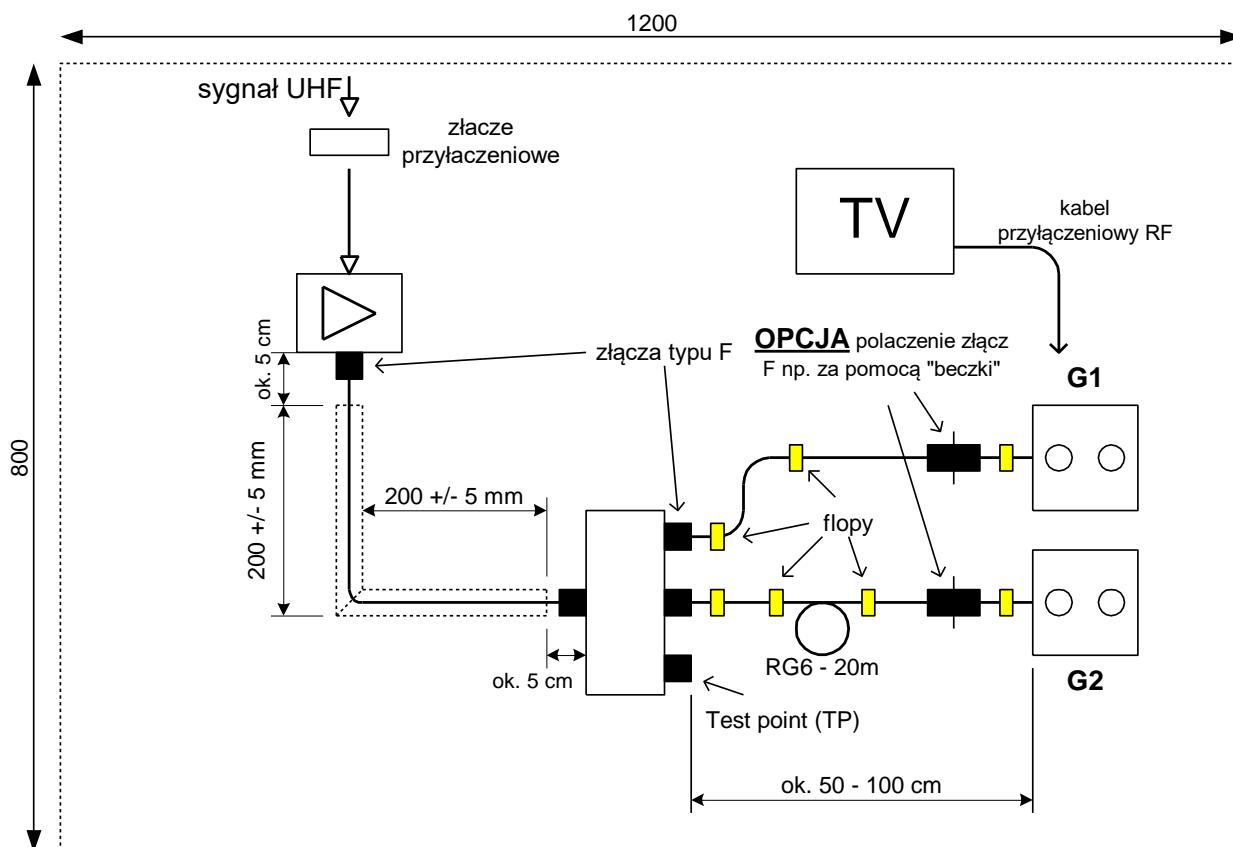 1200
sygnał UHF
złacze
przyłaczeniowe
TV
kabel
przyłączeniowy RF
ok. 5 cm
złącza typu F
OPCJA polaczenie złącz
F np. za pomocą "beczki"
G1
800
200 +/- 5 mm
200 +/- 5 mm
flopy
ok. 5 cm
RG6 - 20m
G2
Test point (TP)
ok. 50 - 100 cm